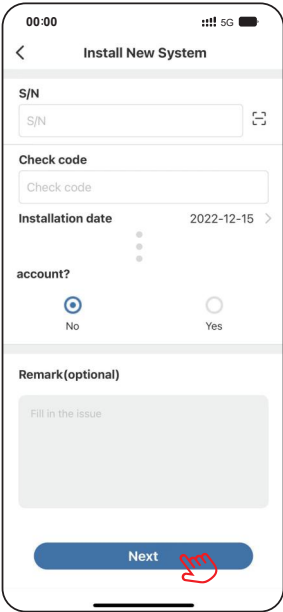 00:00 5G
Install New System
S/N
S/N
Check code
Check code
Installation date 2022-12-15
account?
No Yes
Remark(optional)
Fill in the issue
Next